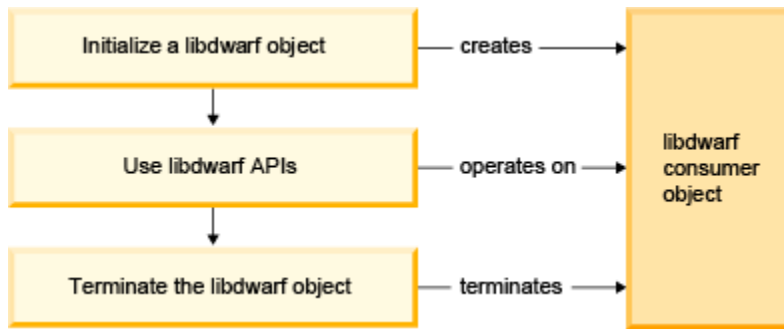 Initialize a libdwarf object
creates
Use libdwarf APIs
operates on
libdwarf
consumer
object
Terminate the libdwarf object
terminates